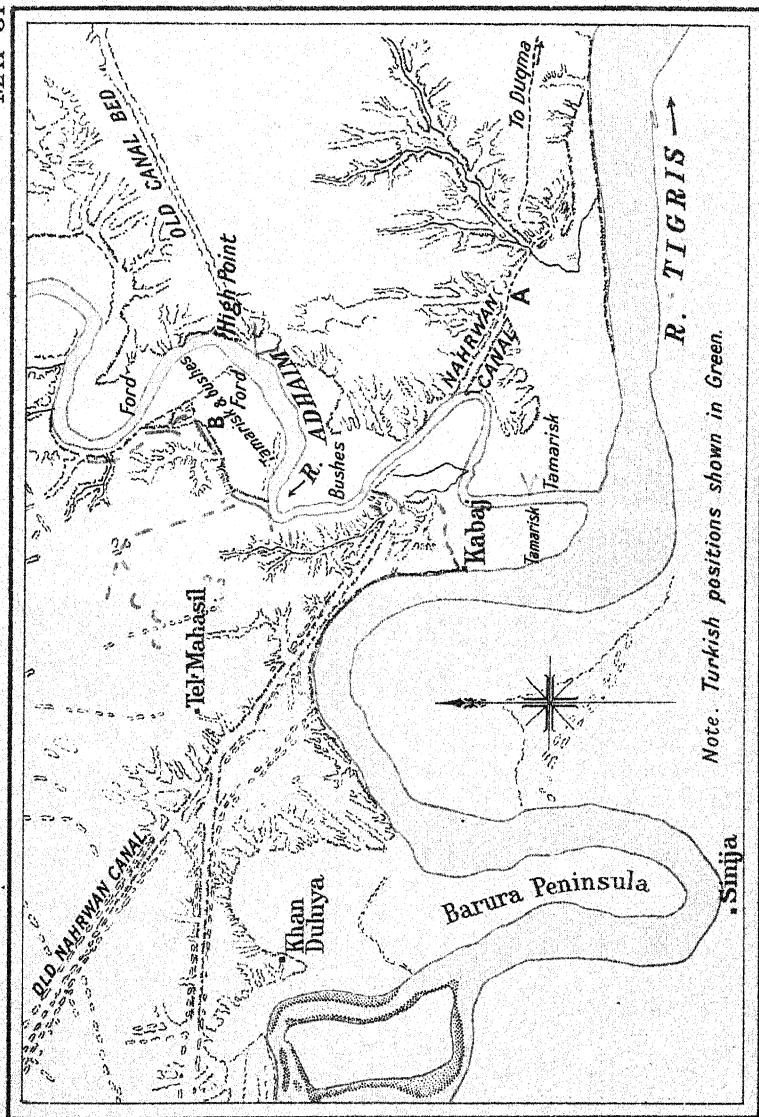 OLD CANAL BED
To Duqma
High Point
Ford
B
Tamarisk & bushes
Ford
R. ADHAIM
← R.
Bushes
NAHRWAN
CANAL
A
R. TIGRIS →
Tamarisk
Tamarisk
Kabaj
Tel Mahasil
OLD NAHRWAN CANAL
Khan
Duluya
Barura Peninsula
Sinija
Note. Turkish positions shown in Green.